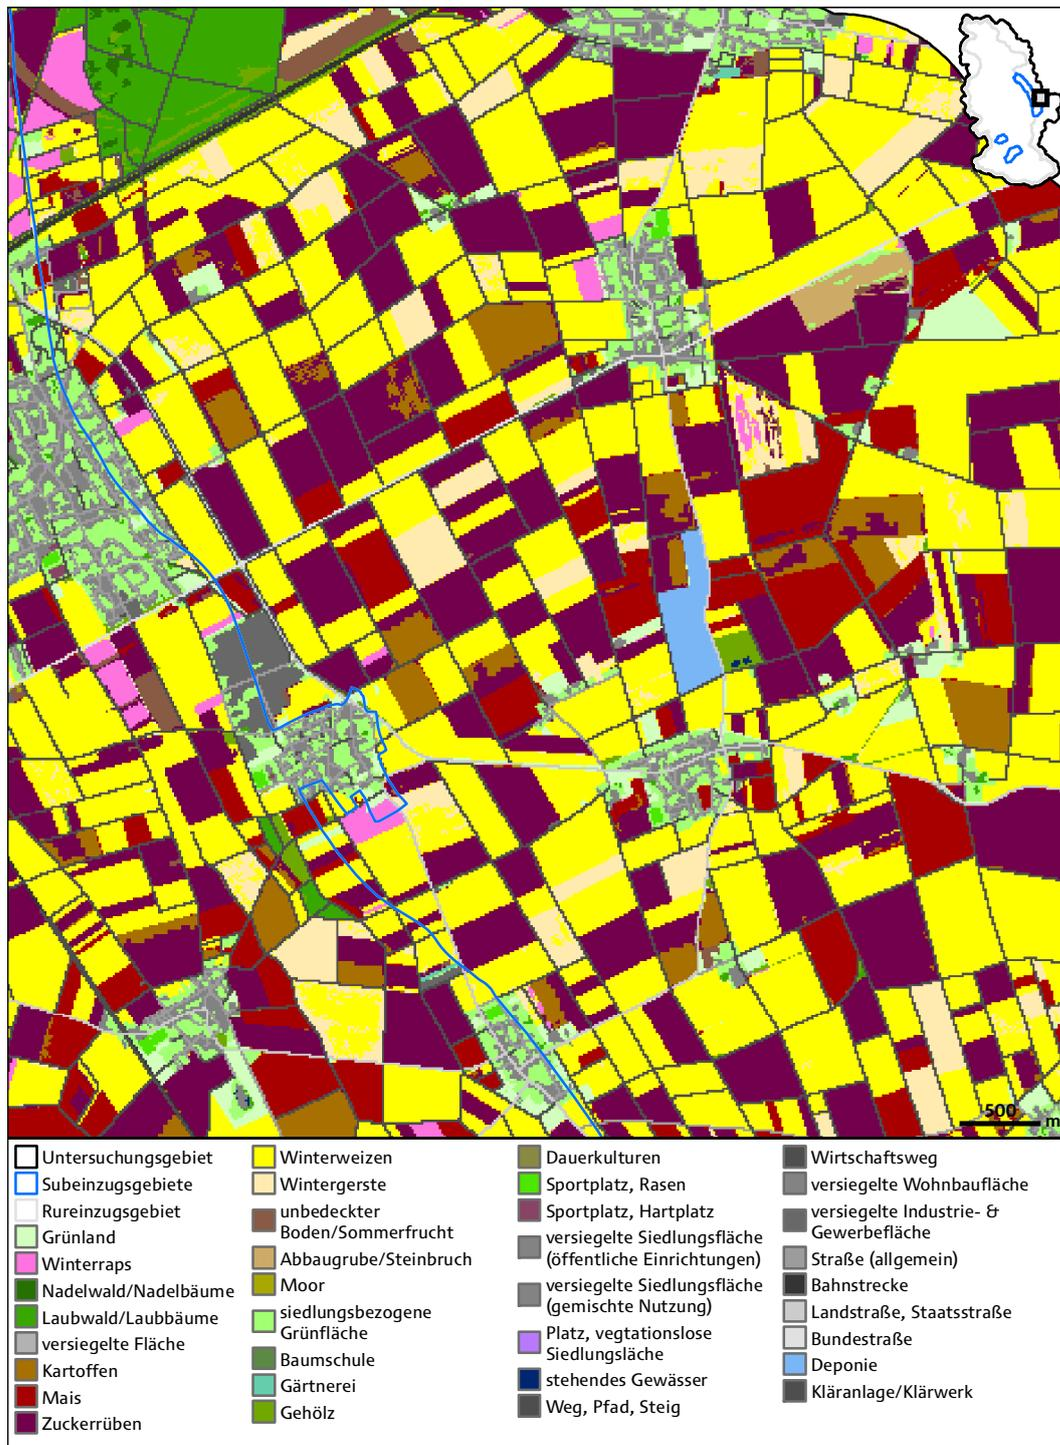 500
m
Untersuchungsgebiet
Subeinzugsgebiete
Rureinzugsgebiet
Grünland
Winterraps
Nadelwald/Nadelbäume
Laubwald/Laubbäume
versiegelte Fläche
Kartoffen
Mais
Zuckerrüben
Winterweizen
Wintergerste
unbedeckter
Boden/Sommerfrucht
Abbaugrube/Steinbruch
Moor
siedlungsbezogene
Grünfläche
Baumschule
Gärtnerei
Gehölz
Dauerkulturen
Sportplatz, Rasen
Sportplatz, Hartplatz
versiegelte Siedlungsfläche
(öffentliche Einrichtungen)
versiegelte Siedlungsfläche
(gemischte Nutzung)
Platz, vegtationslose
Siedlungsläche
stehendes Gewässer
Weg, Pfad, Steig
Wirtschaftsweg
versiegelte Wohnbaufläche
versiegelte Industrie- &
Gewerbefläche
Straße (allgemein)
Bahnstrecke
Landstraße, Staatsstraße
Bundestraße
Deponie
Kläranlage/Klärwerk